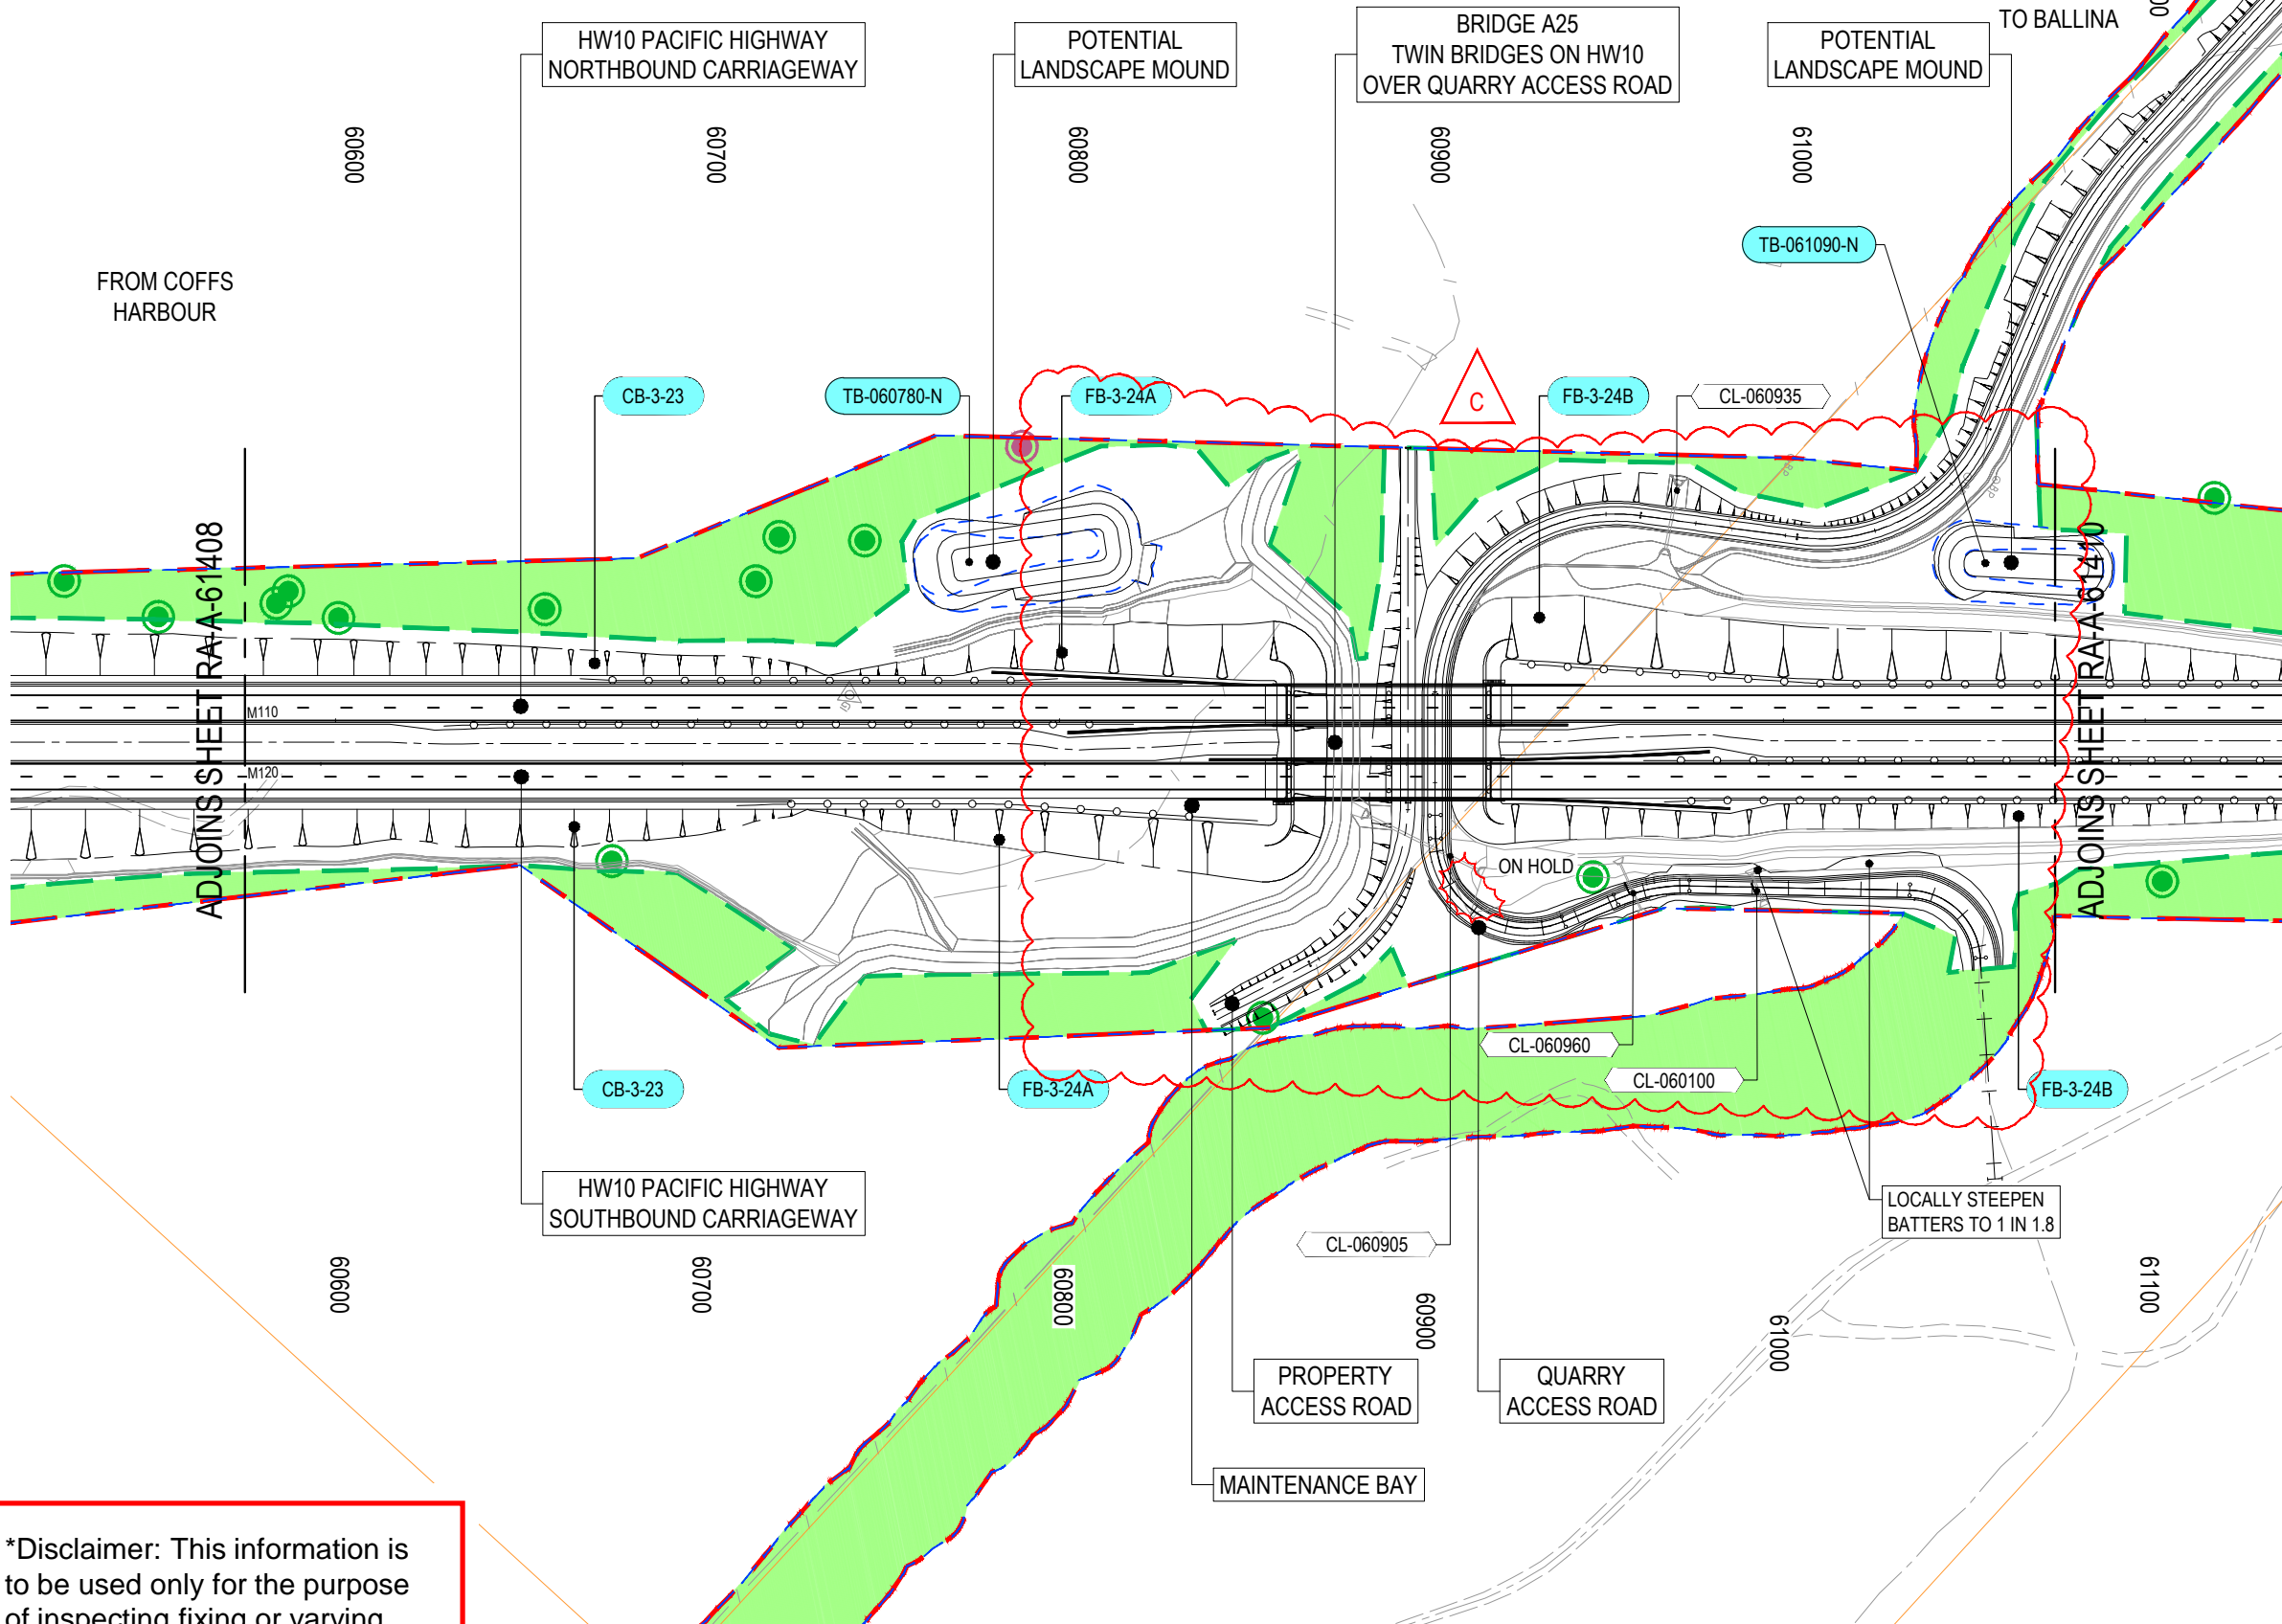 HW10 PACIFIC HIGHWAY
NORTHBOUND CARRIAGEWAY
POTENTIAL
LANDSCAPE MOUND
BRIDGE A25
TWIN BRIDGES ON HW10
OVER QUARRY ACCESS ROAD
POTENTIAL
LANDSCAPE MOUND
TO BALLINA
60600
60700
60800
60900
61000
FROM COFFS
HARBOUR
TB-061090-N
CB-3-23
TB-060780-N
FB-3-24A
C
FB-3-24B
CL-060935
ADJOINS SHEET RA-A-61408
ADJOINS SHEET RA-A-61410
M110
M120
ON HOLD
CL-060960
CL-060100
CB-3-23
FB-3-24A
FB-3-24B
HW10 PACIFIC HIGHWAY
SOUTHBOUND CARRIAGEWAY
LOCALLY STEEPEN
BATTERS TO 1 IN 1.8
CL-060905
60600
60700
60800
60900
61000
61100
PROPERTY
ACCESS ROAD
QUARRY
ACCESS ROAD
MAINTENANCE BAY
*Disclaimer: This information is
to be used only for the purpose
of inspecting fixing or varying